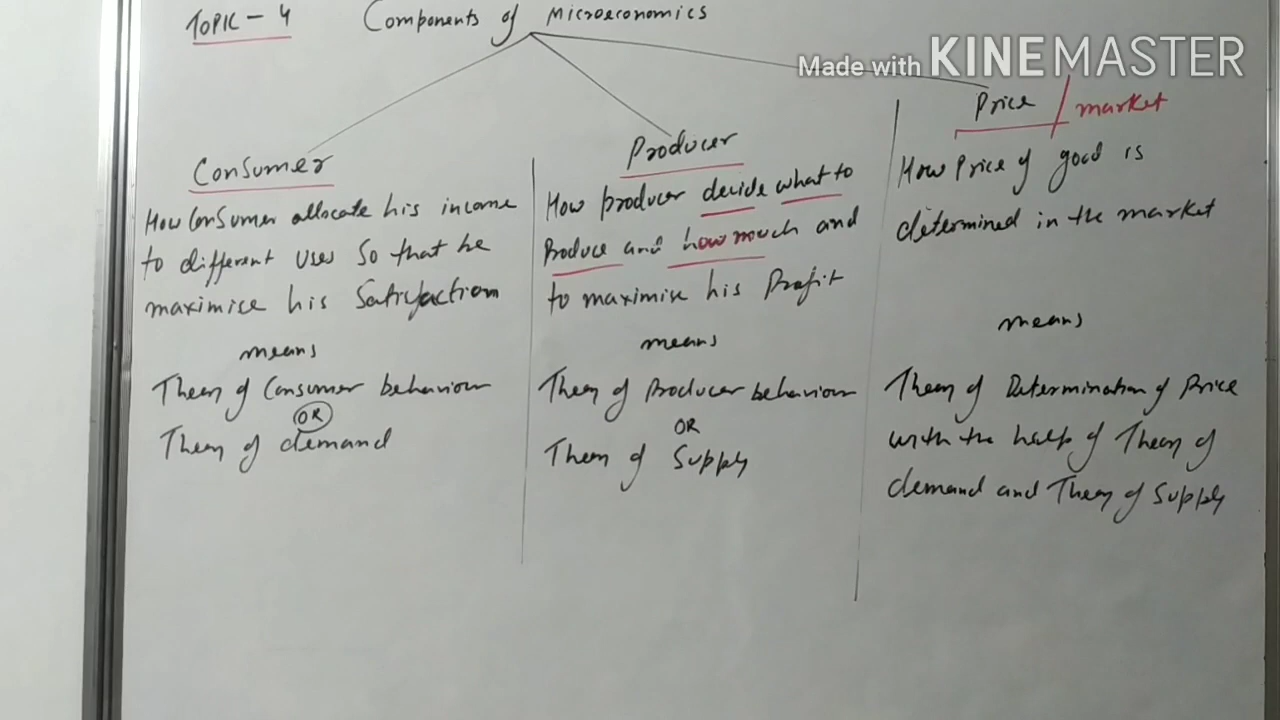 TOPIC - 4
Components of Microeconomics
Made with KINEMASTER
Consumer
How Consumer allocate his income
to different uses so that he
maximise his Satisfaction
means
Theory of Consumer behaviour
OR
Theory of demand
Producer
How producer decide what to
Produce and how much and
to maximise his Profit
means
Theory of Producer behaviour
OR
Theory of Supply
Price / market
How Price of good is
determined in the market
means
Theory of Determination of Price
with the help of Theory of
demand and Theory of Supply